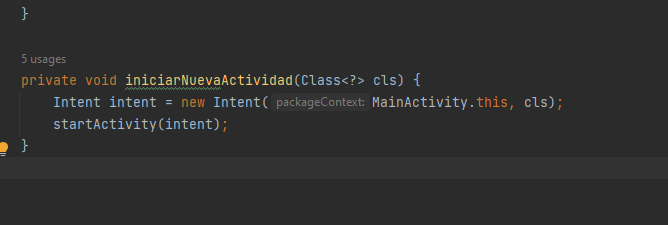 }
5 usages
private void iniciarNuevaActividad(Class<?> cls) {
Intent intent = new Intent( packageContext: MainActivity.this, cls);
startActivity(intent);
}